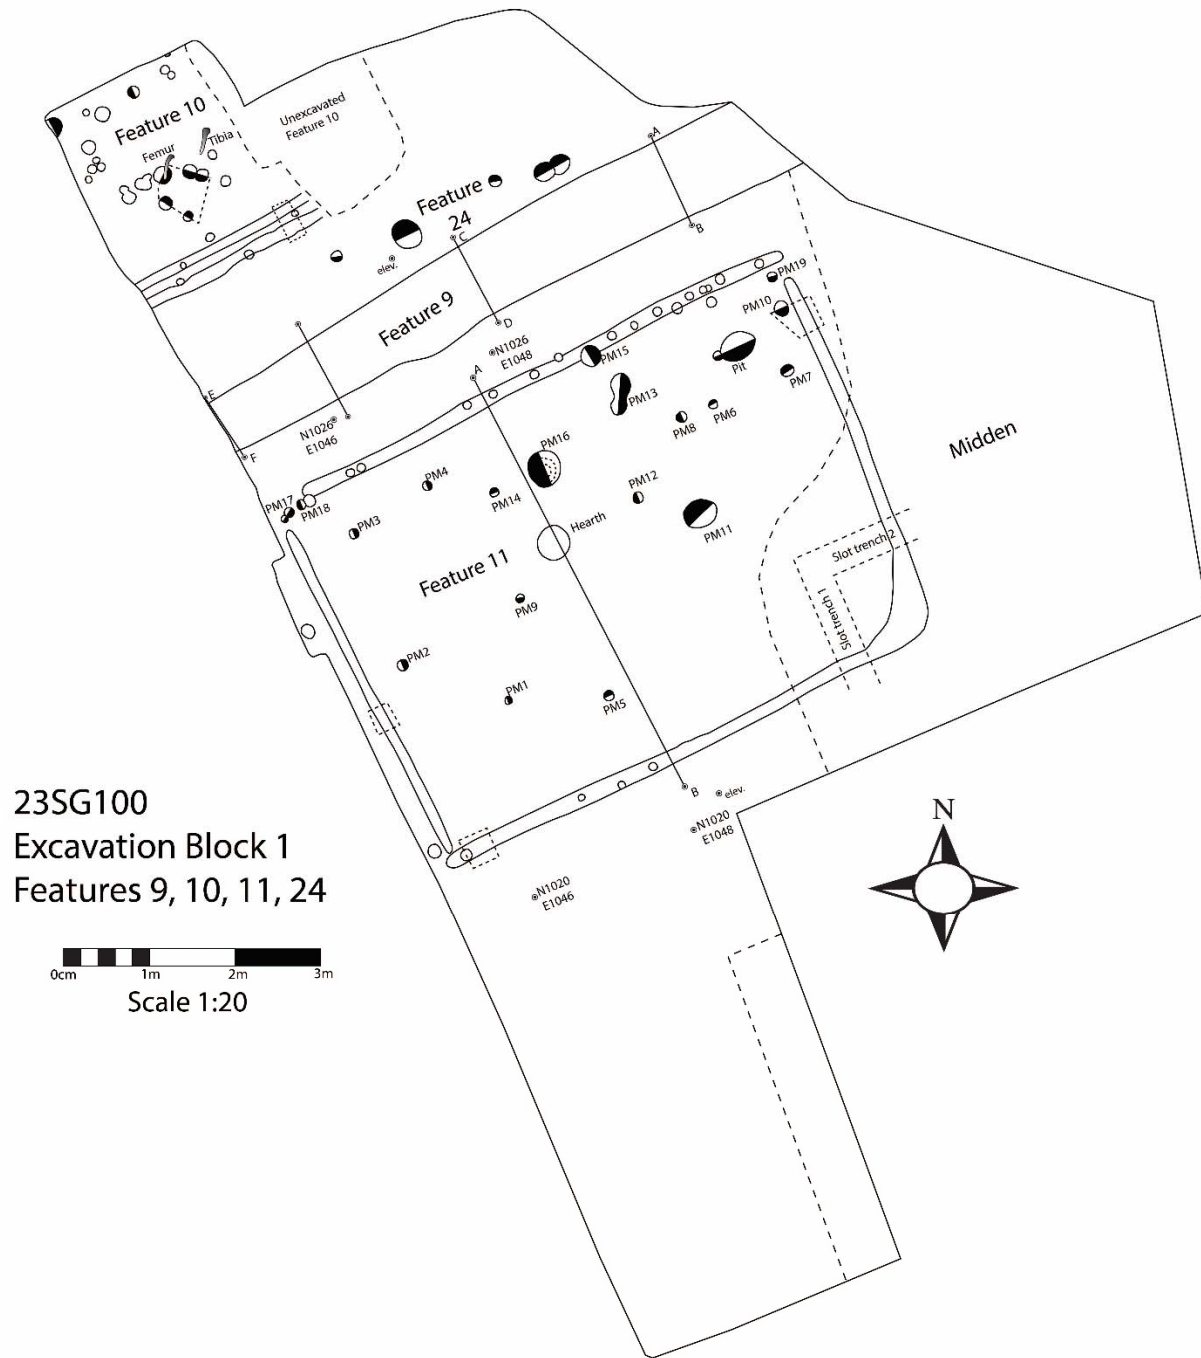 Feature 10
Unexcavated
Feature 10
Femur
Tibia
Feature
24
A
C
elev.
B
Feature 9
D
N1026
E1048
PM19
PM10
A
PM15
Pit
PM7
E
PM13
PM6
PM8
N1026
E1046
F
Midden
PM16
PM4
PM12
PM17
PM18
PM14
PM3
Hearth
PM11
Feature 11
Slot trench 2
PM9
Slot trench 1
PM2
PM1
PM5
B
elev.
N1020
E1048
N1020
E1046
23SG100
Excavation Block 1
Features 9, 10, 11, 24
0cm 1m 2m 3m
Scale 1:20
N